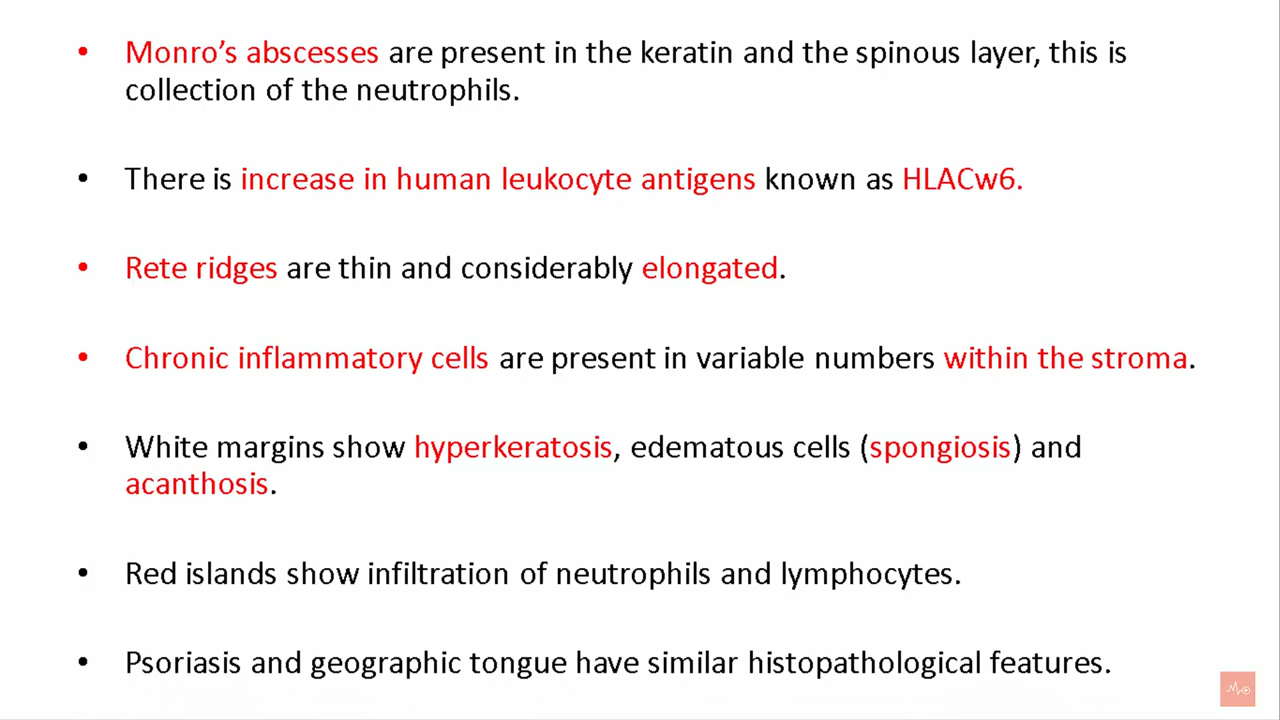 • Monro's abscesses are present in the keratin and the spinous layer, this is
collection of the neutrophils.
• There is increase in human leukocyte antigens known as HLACw6.
• Rete ridges are thin and considerably elongated.
• Chronic inflammatory cells are present in variable numbers within the stroma.
• White margins show hyperkeratosis, edematous cells (spongiosis) and
acanthosis.
• Red islands show infiltration of neutrophils and lymphocytes.
• Psoriasis and geographic tongue have similar histopathological features.